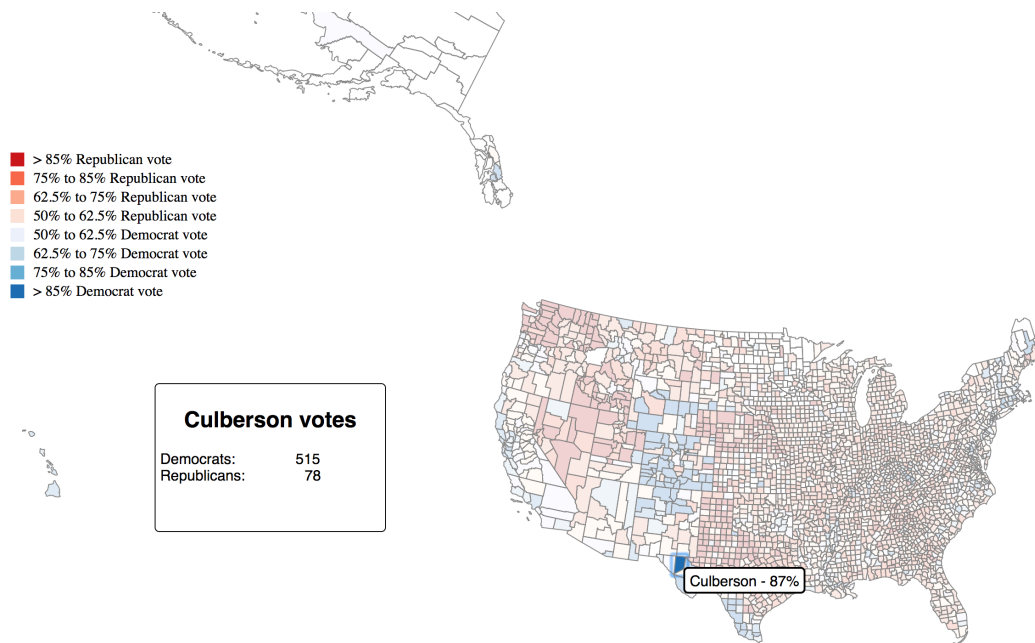 > 85% Republican vote
75% to 85% Republican vote
62.5% to 75% Republican vote
50% to 62.5% Republican vote
50% to 62.5% Democrat vote
62.5% to 75% Democrat vote
75% to 85% Democrat vote
> 85% Democrat vote
Culberson votes
Democrats: 515
Republicans: 78
Culberson - 87%